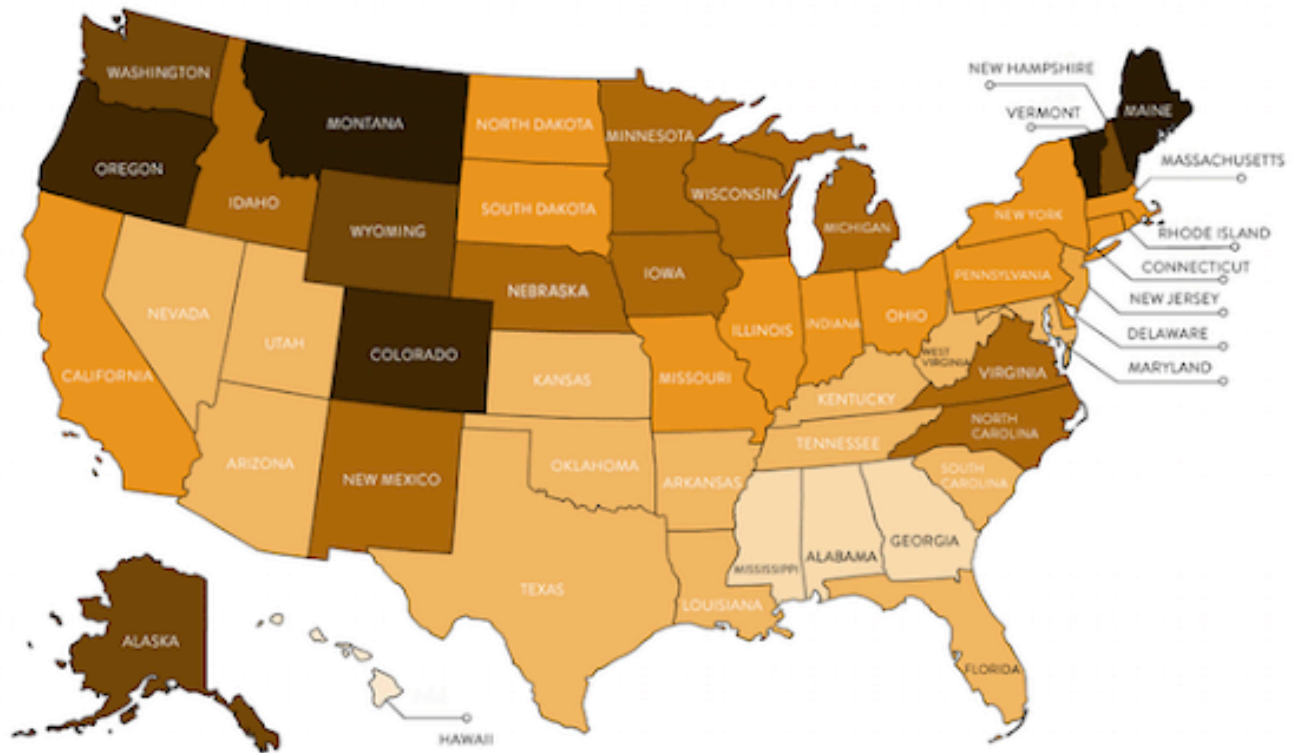 WASHINGTON
MONTANA
NORTH DAKOTA
MINNESOTA
NEW HAMPSHIRE
VERMONT
MAINE
MASSACHUSETTS
OREGON
IDAHO
WYOMING
SOUTH DAKOTA
WISCONSIN
MICHIGAN
NEW YORK
RHODE ISLAND
CONNECTICUT
NEW JERSEY
DELAWARE
MARYLAND
NEVADA
UTAH
COLORADO
NEBRASKA
IOWA
ILLINOIS
INDIANA
OHIO
PENNSYLVANIA
CALIFORNIA
KANSAS
MISSOURI
KENTUCKY
WEST
VIRGINIA
VIRGINIA
ARIZONA
NEW MEXICO
OKLAHOMA
ARKANSAS
TENNESSEE
NORTH
CAROLINA
SOUTH
CAROLINA
TEXAS
LOUISIANA
MISSISSIPPI
ALABAMA
GEORGIA
FLORIDA
ALASKA
HAWAII